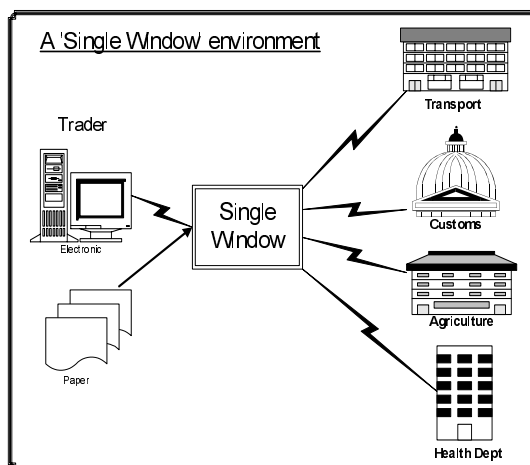 A 'Single Window' environment
Transport
Trader
Customs
Electronic
Single
Window
Agriculture
Paper
Health Dept